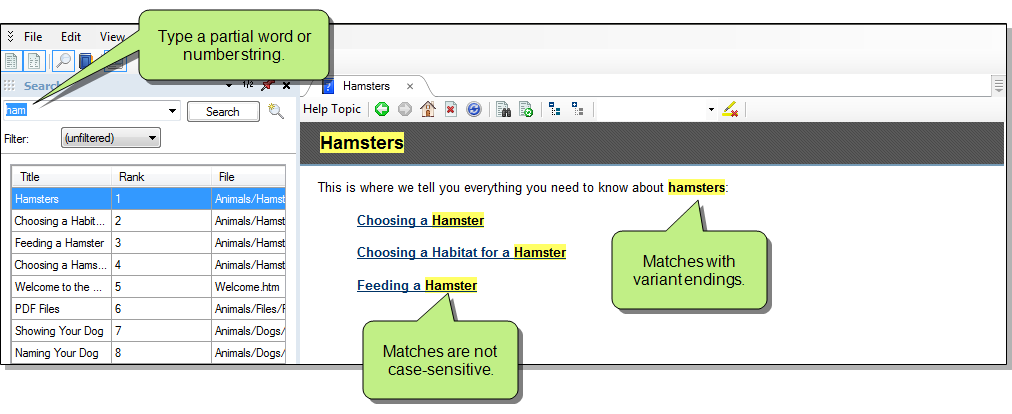 File Edit View
Type a partial word or
number string.
Search
1/2
Hamsters
ham
Search
Help Topic
Filter: (unfiltered)
Hamsters
Title Rank File
Hamsters 1 Animals/Hamst
Choosing a Habit... 2 Animals/Hamst
Feeding a Hamster 3 Animals/Hamst
Choosing a Hams... 4 Animals/Hamst
Welcome to the ... 5 Welcome.htm
PDF Files 6 Animals/Files/F
Showing Your Dog 7 Animals/Dogs/
Naming Your Dog 8 Animals/Dogs/
This is where we tell you everything you need to know about hamsters:
Choosing a Hamster
Choosing a Habitat for a Hamster
Feeding a Hamster
Matches with
variant endings.
Matches are not
case-sensitive.